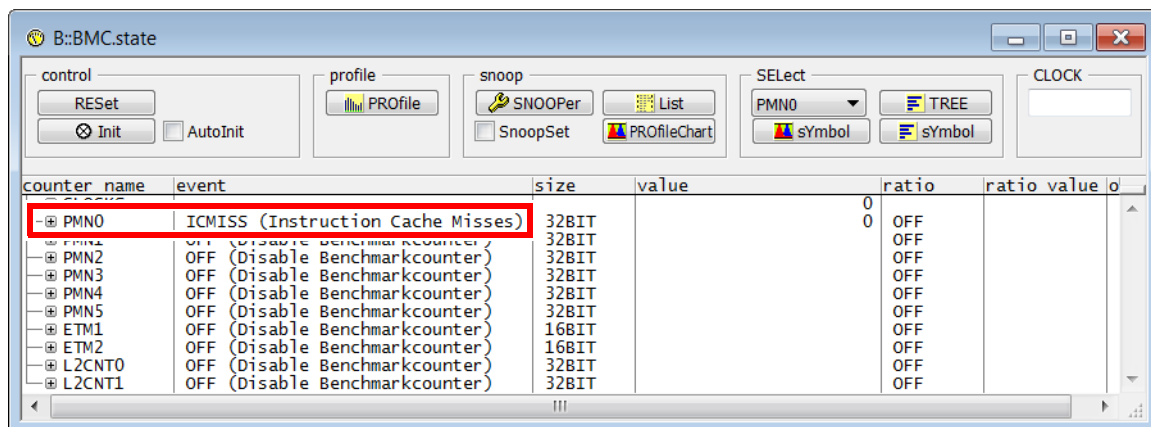 B::BMC.state
control
profile
snoop
SELect
CLOCK
RESet
PROfile
SNOOPer
List
PMN0
TREE
Init
AutoInit
SnoopSet
PROfileChart
sYmbol
sYmbol
counter name event size value ratio ratio value o
0
PMN0 ICMISS (Instruction Cache Misses) 32BIT 0 OFF
PMN1 OFF (Disable Benchmarkcounter) 32BIT OFF
PMN2 OFF (Disable Benchmarkcounter) 32BIT OFF
PMN3 OFF (Disable Benchmarkcounter) 32BIT OFF
PMN4 OFF (Disable Benchmarkcounter) 32BIT OFF
PMN5 OFF (Disable Benchmarkcounter) 32BIT OFF
ETM1 OFF (Disable Benchmarkcounter) 16BIT OFF
ETM2 OFF (Disable Benchmarkcounter) 16BIT OFF
L2CNT0 OFF (Disable Benchmarkcounter) 32BIT OFF
L2CNT1 OFF (Disable Benchmarkcounter) 32BIT OFF